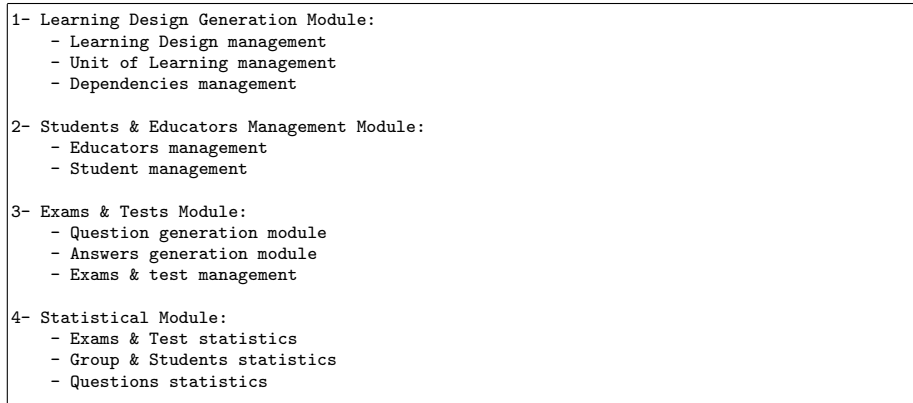 1- Learning Design Generation Module:
- Learning Design management
- Unit of Learning management
- Dependencies management
2- Students & Educators Management Module:
- Educators management
- Student management
3- Exams & Tests Module:
- Question generation module
- Answers generation module
- Exams & test management
4- Statistical Module:
- Exams & Test statistics
- Group & Students statistics
- Questions statistics